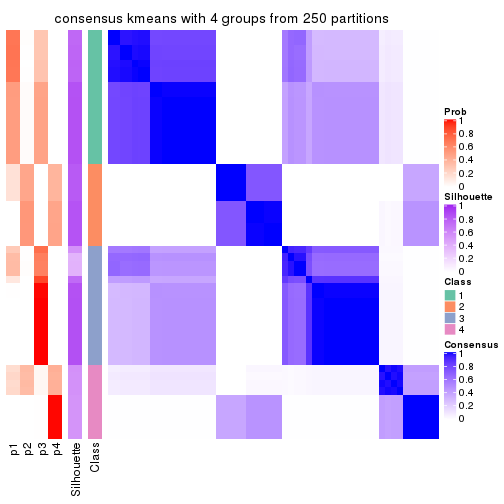 consensus kmeans with 4 groups from 250 partitions
Prob
1
0.8
0.6
0.4
0.2
0
Silhouette
1
0.8
0.6
0.4
0.2
0
Class
1
2
3
4
Consensus
1
0.8
0.6
0.4
0.2
0
p1
p2
p3
p4
Silhouette
Class